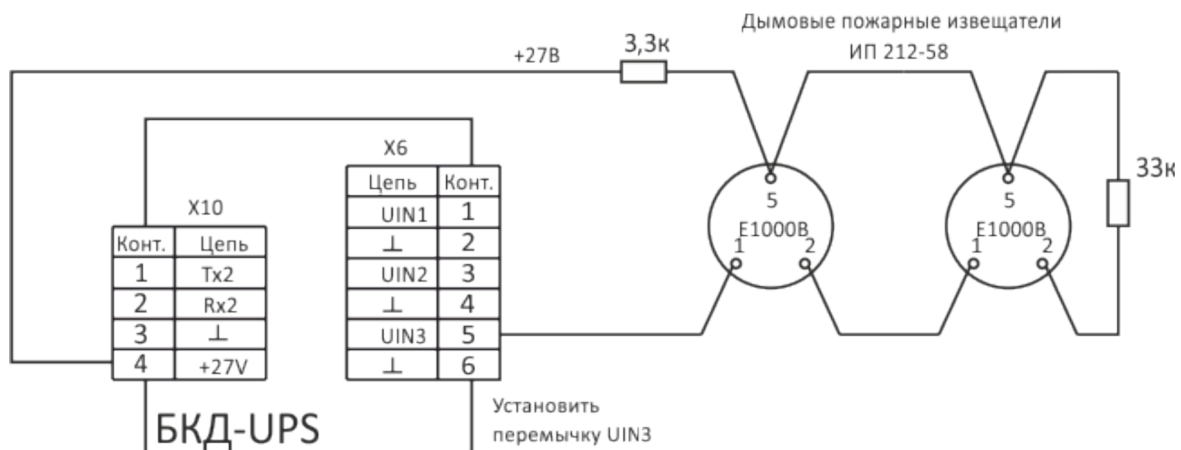 Дымовые пожарные извещатели
ИП 212-58
+27В
3,3к
33к
X6
Цепь Конт.
UIN1 1
⊥ 2
UIN2 3
⊥ 4
UIN3 5
⊥ 6
X10
Конт. Цепь
1 Tx2
2 Rx2
3 ⊥
4 +27V
5
E1000B
1 2
5
E1000B
1 2
БКД-UPS
Установить
перемычку UIN3